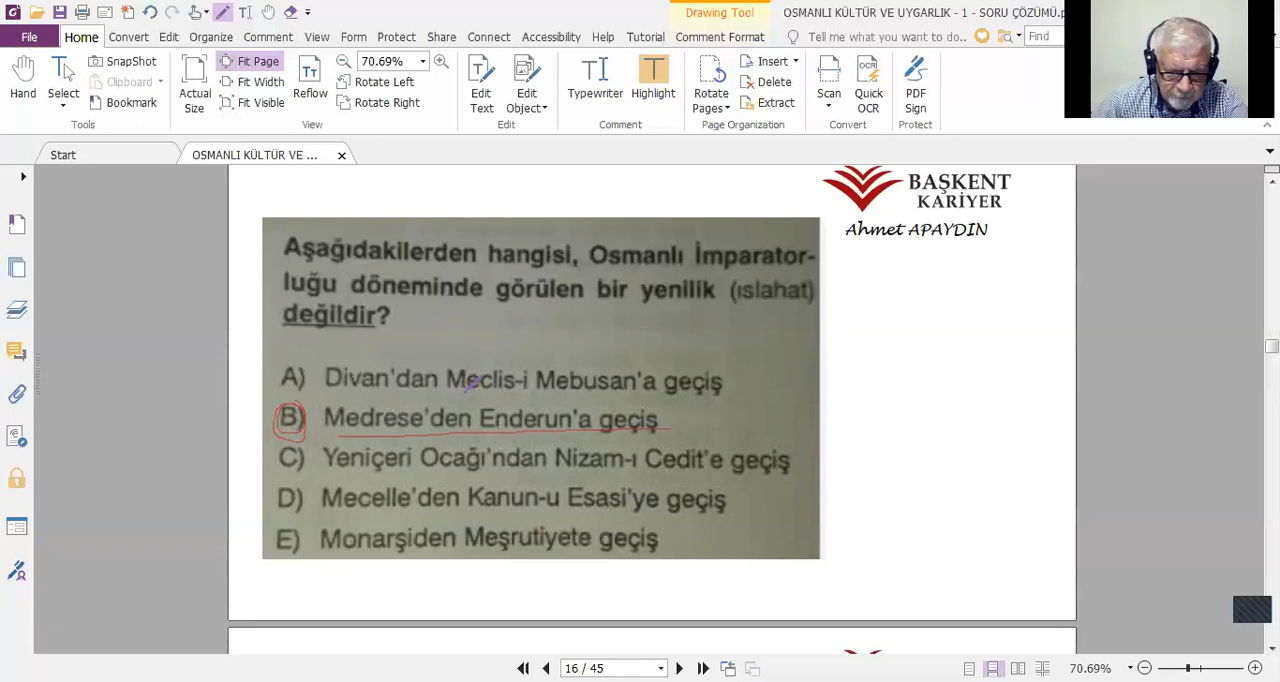 Drawing Tool
OSMANLI KÜLTÜR VE UYGARLIK - 1 - SORU ÇÖZÜMÜ.p
File Home Convert Edit Organize Comment View Form Protect Share Connect Accessibility Help Tutorial Comment Format Tell me what you want to do.. Find
SnapShot Fit Page 70.69% Rotate Left Insert
Clipboard Fit Width Rotate Right Delete
Bookmark Fit Visible Extract
Hand Select Actual Size Reflow Edit Text Edit Object Typewriter Highlight Rotate Pages Scan Quick OCR PDF Sign
Tools View Edit Comment Page Organization Convert Protect
Start OSMANLI KÜLTÜR VE ...
BAŞKENT
KARİYER
Ahmet APAYDIN
Aşağıdakilerden hangisi, Osmanlı İmparator-
luğu döneminde görülen bir yenilik (ıslahat)
değildir?
A) Divan'dan Meclis-i Mebusan'a geçiş
B) Medrese'den Enderun'a geçiş
C) Yeniçeri Ocağı'ndan Nizam-ı Cedit'e geçiş
D) Mecelle'den Kanun-u Esasi'ye geçiş
E) Monarşiden Meşrutiyete geçiş
16 / 45
70.69%